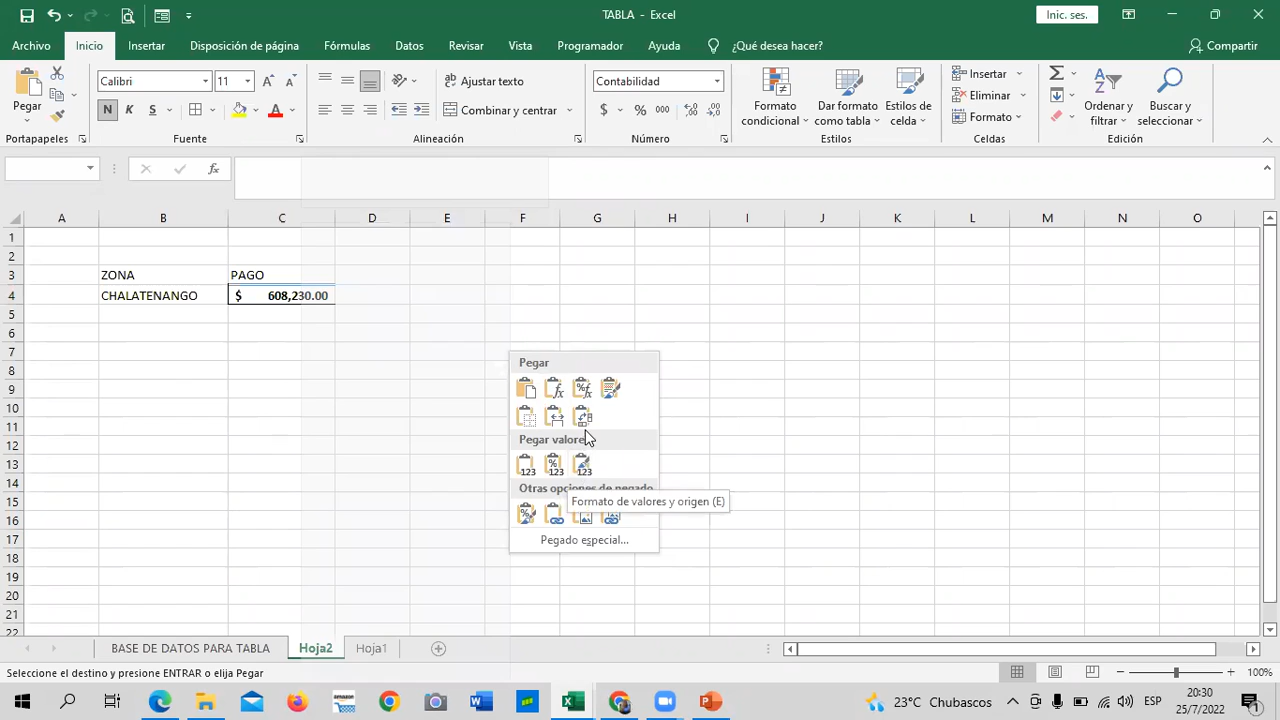 TABLA - Excel
Inic. ses.
Archivo Inicio Insertar Disposición de página Fórmulas Datos Revisar Vista Programador Ayuda ¿Qué desea hacer? Compartir
Pegar
Portapapeles
Calibri 11
N K S
Fuente
Ajustar texto
Combinar y centrar
Alineación
Contabilidad
$ % 000
Número
Formato condicional
Dar formato como tabla
Estilos de celda
Estilos
Insertar
Eliminar
Formato
Celdas
Ordenar y filtrar
Buscar y seleccionar
Edición
fx
A B C D E F G H I J K L M N O
1
2
3 ZONA PAGO
4 CHALATENANGO $ 608,230.00
5
6
7
8
9
10
11
12
13
14
15
16
17
18
19
20
21
22
Pegar
Pegar valore
Otras opciones de pegado
Formato de valores y origen (E)
Pegado especial...
BASE DE DATOS PARA TABLA Hoja2 Hoja1
Seleccione el destino y presione ENTRAR o elija Pegar
100%
23°C Chubascos
ESP
20:30
25/7/2022